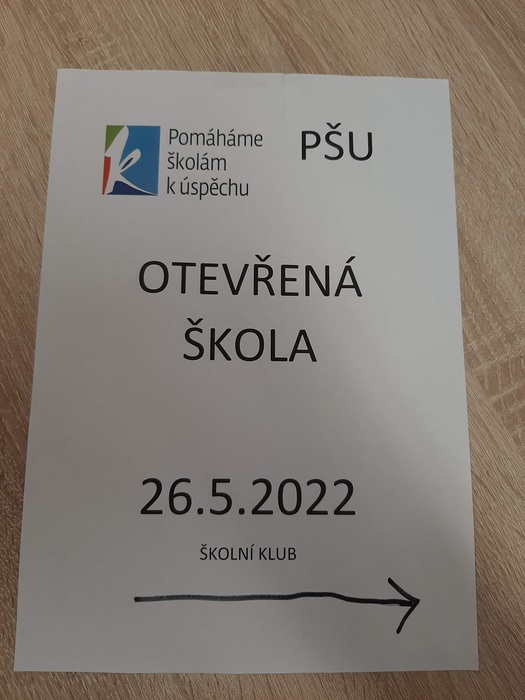 Pomáháme
školám
k úspěchu
PŠU
OTEVŘENÁ
ŠKOLA
26.5.2022
ŠKOLNÍ KLUB